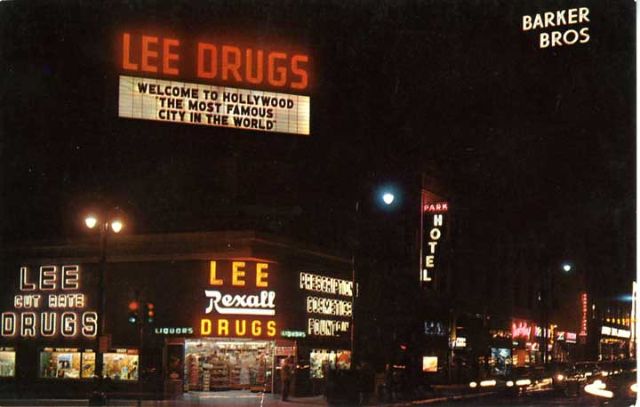 BARKER
BROS
LEE DRUGS
WELCOME TO HOLLYWOOD
"THE MOST FAMOUS
CITY IN THE WORLD"
PARK
HOTEL
LEE
CUT RATE
DRUGS
LEE
Rexall
DRUGS
LIQUORS
LIQUORS
PRESCRIPTION
COSMETICS
FOUNTAIN